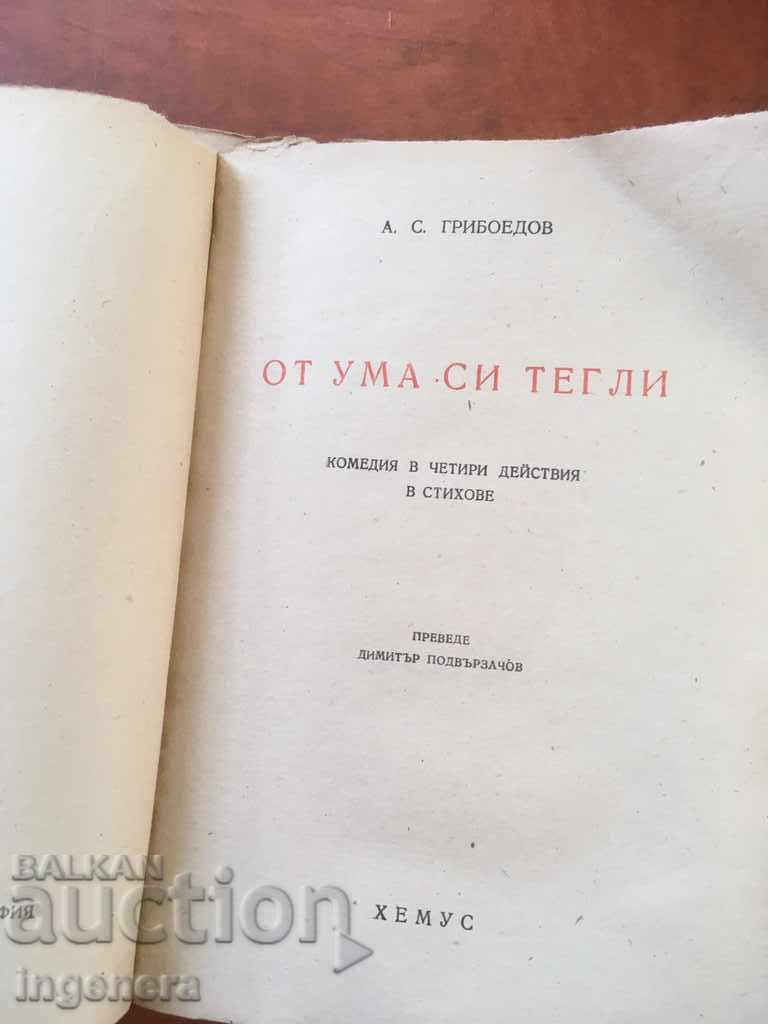 А. С. ГРИБОЕДОВ
ОТ УМА СИ ТЕГЛИ
КОМЕДИЯ В ЧЕТИРИ ДЕЙСТВИЯ
В СТИХОВЕ
ПРЕВЕДЕ
ДИМИТЪР ПОДВЪРЗАЧОВ
ФИЯ
ХЕМУС
BALKAN
auction
ingenera